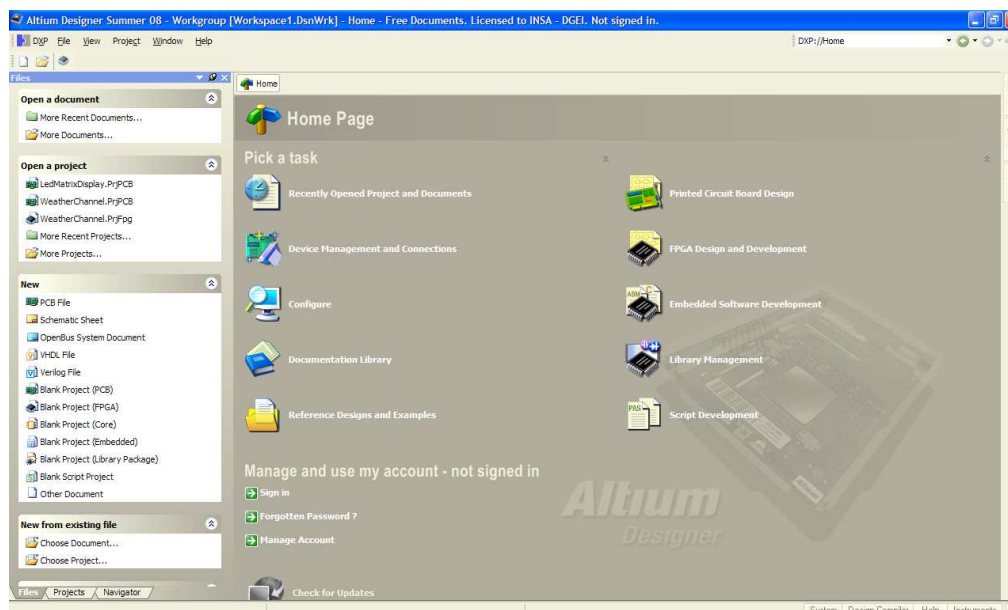 Altium Designer Summer 08 - Workgroup [Workspace1.DsnWrk] - Home - Free Documents. Licensed to INSA - DGEI. Not signed in.
DXP File View Project Window Help
DXP://Home
Files
Home
Open a document
More Recent Documents...
More Documents...
Open a project
LedMatrixDisplay.PrjPCB
WeatherChannel.PrjPCB
WeatherChannel.PrjFpg
More Recent Projects...
More Projects...
New
PCB File
Schematic Sheet
OpenBus System Document
VHDL File
Verilog File
Blank Project (PCB)
Blank Project (FPGA)
Blank Project (Core)
Blank Project (Embedded)
Blank Project (Library Package)
Blank Script Project
Other Document
New from existing file
Choose Document...
Choose Project...
Files Projects Navigator
Home Page
Pick a task
Recently Opened Project and Documents
Device Management and Connections
Configure
Documentation Library
Reference Designs and Examples
Printed Circuit Board Design
FPGA Design and Development
ASM C
Embedded Software Development
Library Management
PAS
Script Development
Manage and use my account - not signed in
Sign in
Forgotten Password ?
Manage Account
Check for Updates
Altium
Designer
System Design Compiler Help Instruments